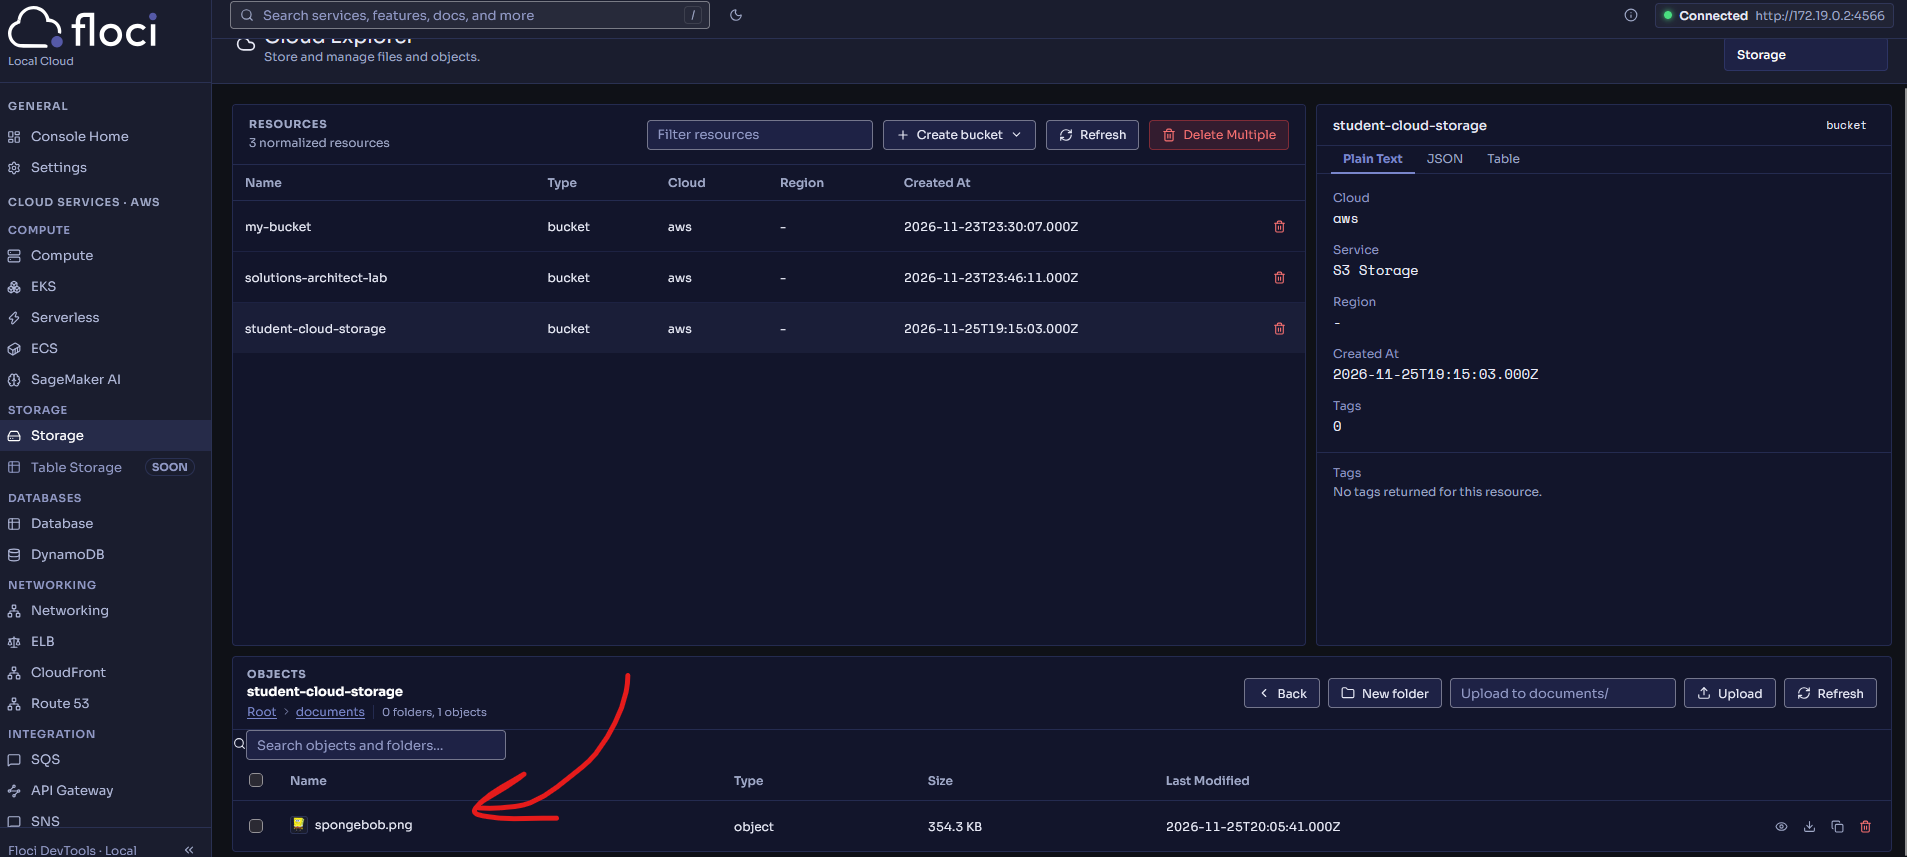 floci
Local Cloud
Search services, features, docs, and more
/
Connected http://172.19.0.2:4566
Cloud Explorer
Store and manage files and objects.
Storage
GENERAL
Console Home
Settings
CLOUD SERVICES · AWS
COMPUTE
Compute
EKS
Serverless
ECS
SageMaker AI
STORAGE
Storage
Table Storage SOON
DATABASES
Database
DynamoDB
NETWORKING
Networking
ELB
CloudFront
Route 53
INTEGRATION
SQS
API Gateway
SNS
Floci DevTools · Local «
RESOURCES
3 normalized resources
Filter resources
+ Create bucket
Refresh
Delete Multiple
Name Type Cloud Region Created At
my-bucket bucket aws - 2026-11-23T23:30:07.000Z
solutions-architect-lab bucket aws - 2026-11-23T23:46:11.000Z
student-cloud-storage bucket aws - 2026-11-25T19:15:03.000Z
student-cloud-storage bucket
Plain Text JSON Table
Cloud
aws
Service
S3 Storage
Region
-
Created At
2026-11-25T19:15:03.000Z
Tags
0
Tags
No tags returned for this resource.
OBJECTS
student-cloud-storage
Root > documents 0 folders, 1 objects
Back
New folder
Upload to documents/
Upload
Refresh
Search objects and folders...
Name Type Size Last Modified
spongebob.png object 354.3 KB 2026-11-25T20:05:41.000Z